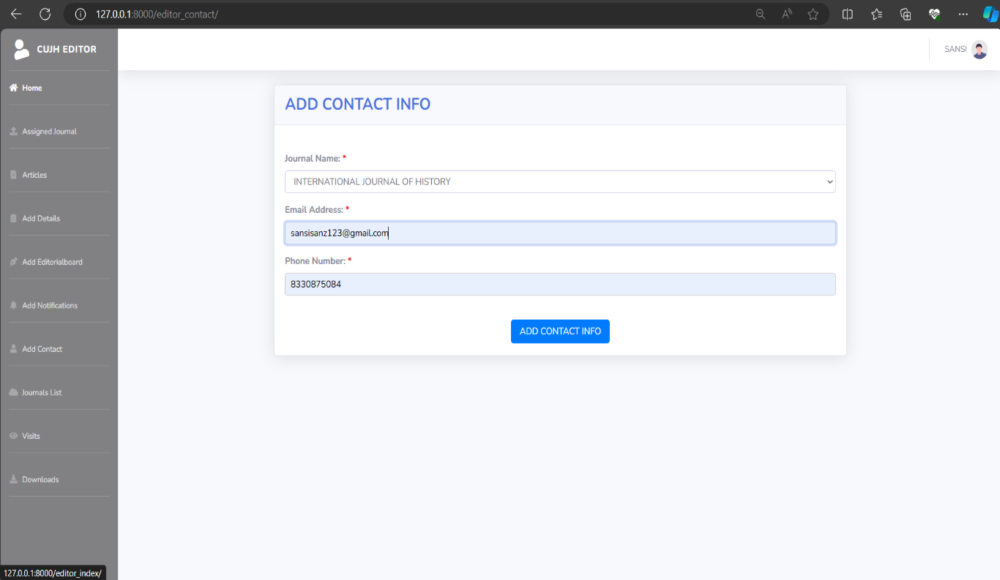 127.0.0.1:8000/editor_contact/
CUJH EDITOR
SANSI
Home
Assigned Journal
Articles
Add Details
Add Editorialboard
Add Notifications
Add Contact
Journals List
Visits
Downloads
ADD CONTACT INFO
Journal Name: *
INTERNATIONAL JOURNAL OF HISTORY
Email Address: *
sansisanz123@gmail.com
Phone Number: *
8330875084
ADD CONTACT INFO
127.0.0.1:8000/editor_index/